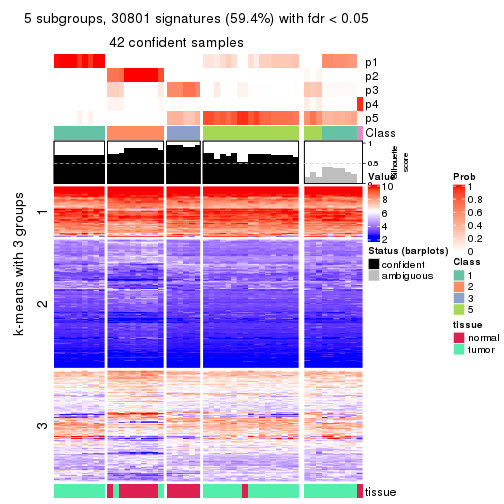 5 subgroups, 30801 signatures (59.4%) with fdr < 0.05
42 confident samples
p1
p2
p3
p4
p5
Class
1
0.5
0
Silhouette
score
k-means with 3 groups
1
2
3
tissue
Value
10
8
6
4
2
Status (barplots)
confident
ambiguous
Prob
1
0.8
0.6
0.4
0.2
0
Class
1
2
3
5
tissue
normal
tumor